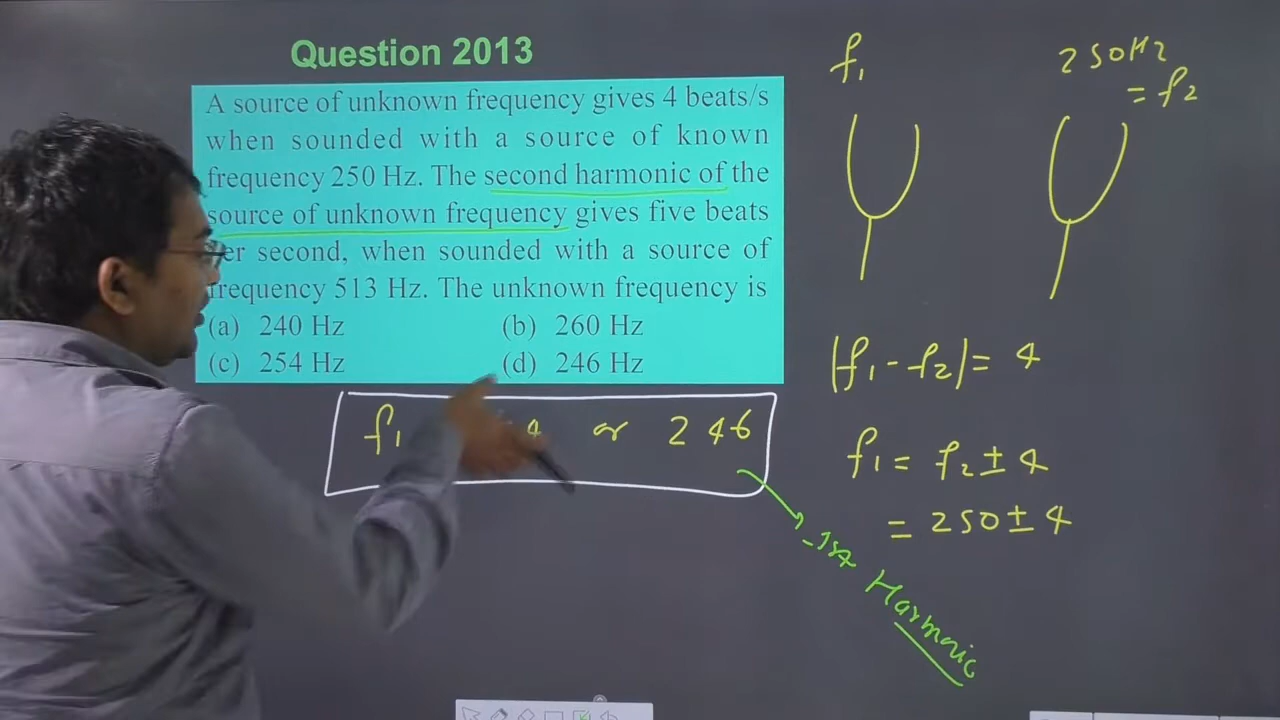 Question 2013
A source of unknown frequency gives 4 beats/s
when sounded with a source of known
frequency 250 Hz. The second harmonic of the
source of unknown frequency gives five beats
er second, when sounded with a source of
requency 513 Hz. The unknown frequency is
(a) 240 Hz (b) 260 Hz
(c) 254 Hz (d) 246 Hz
f₁ 4 or 246
f₁
250Hz
= f₂
|f₁ - f₂| = 4
f₁ = f₂ ± 4
= 250 ± 4
1st Harmonic